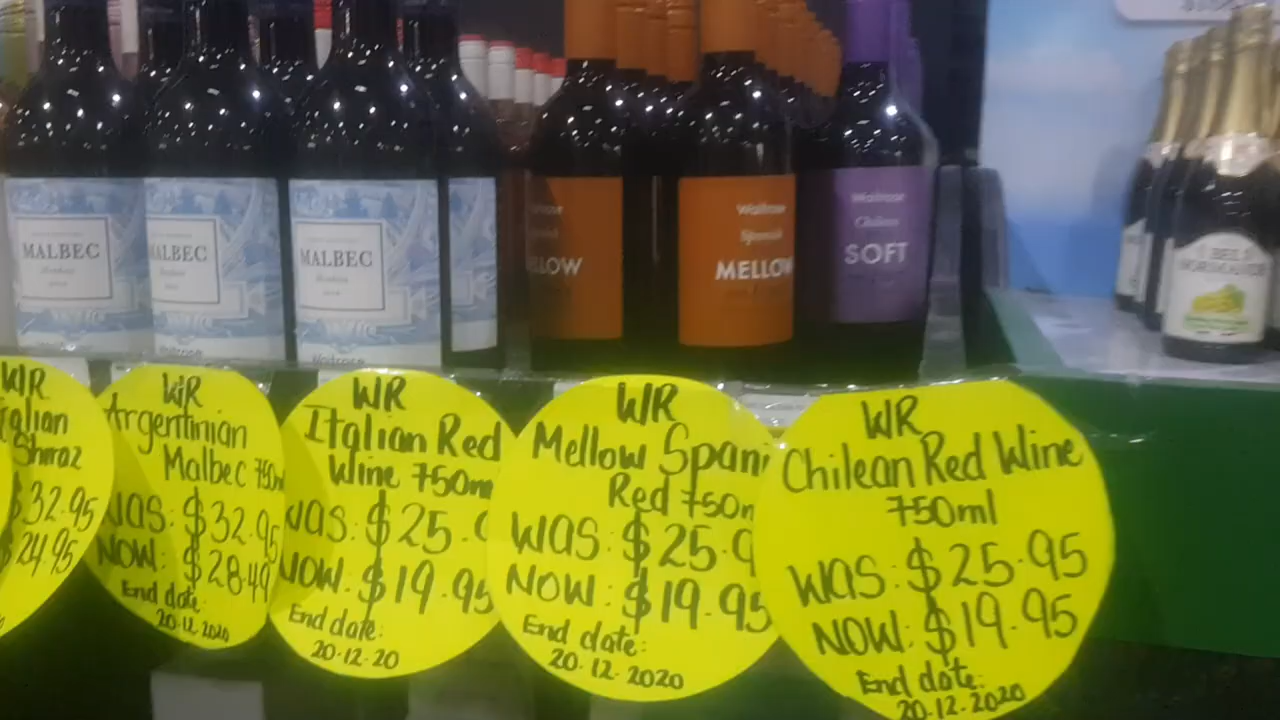 MALBEC
MALBEC
MALBEC
Waitrose
MELLOW
Waitrose
Spanish
MELLOW
Waitrose
Chilean
SOFT
WR
Shiraz
$32.95
$24.95
WR
Argentinian
Malbec 750m
WAS: $32.95
NOW: $28.49
End date:
20.12.2020
WR
Italian Red
Wine 750m
WAS: $25.9
NOW: $19.95
End date:
20.12.20
WR
Mellow Spani
Red 750m
WAS: $25.9
NOW: $19.95
End date:
20.12.2020
WR
Chilean Red Wine
750ml
WAS: $25.95
NOW: $19.95
End date:
20.12.2020